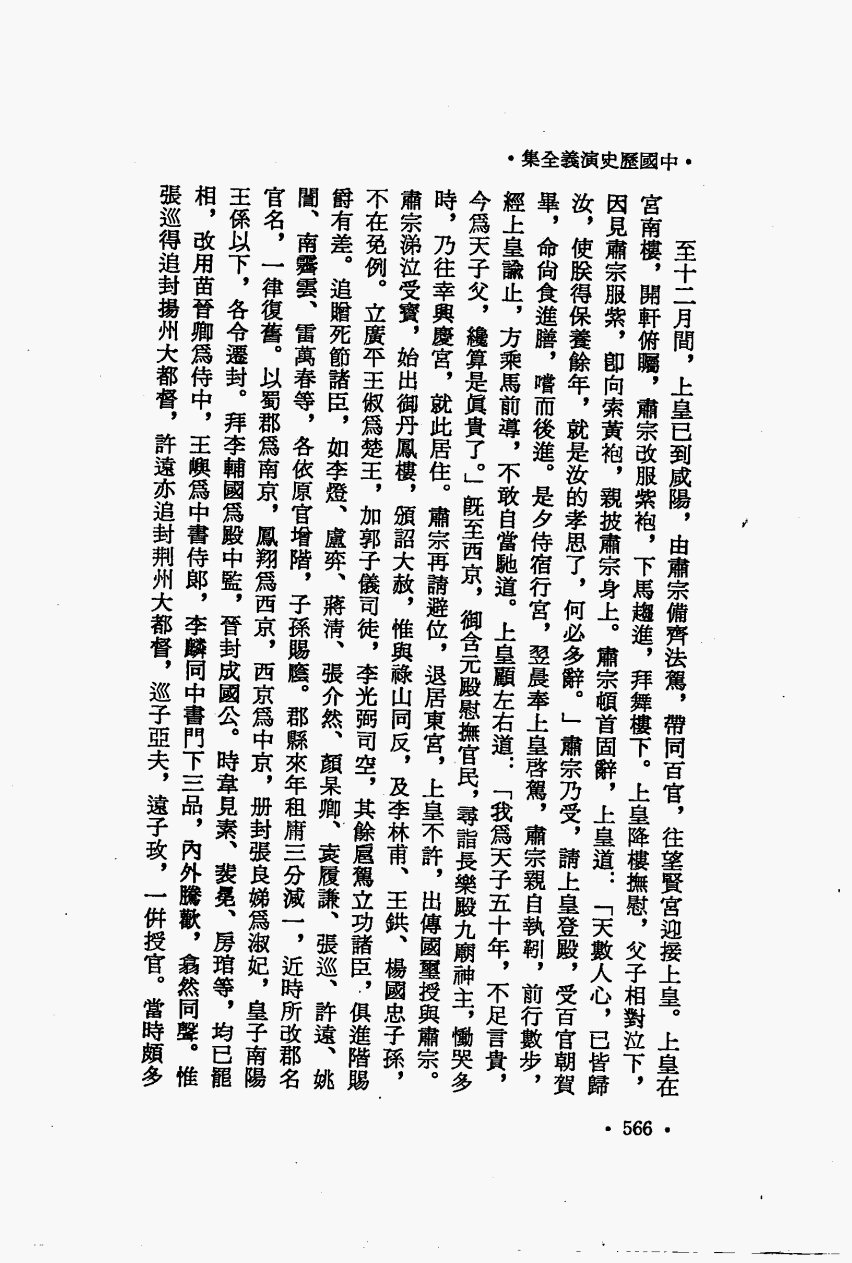 •中國歷史演義全集•
至十二月間，上皇已到咸陽，由肅宗備齊法駕，帶同百官，往望賢宮迎接上皇。上皇在
宮南樓，開軒俯矚，肅宗改服紫袍，下馬趨進，拜舞樓下。上皇降樓撫慰，父子相對泣下，
因見肅宗服紫，卽向索黃袍，親披肅宗身上。肅宗頓首固辭，上皇道：「天數人心，已皆歸
汝，使朕得保養餘年，就是汝的孝思了，何必多辭。」肅宗乃受，請上皇登殿，受百官朝賀
畢，命尙食進膳，嚐而後進。是夕侍宿行宮，翌晨奉上皇啓駕，肅宗親自執靷，前行數步，
經上皇諭止，方乘馬前導，不敢自當馳道。上皇顧左右道：「我爲天子五十年，不足言貴，
今爲天子父，纔算是眞貴了。」旣至西京，御含元殿慰撫官民，尋詣長樂殿九廟神主，慟哭多
時，乃往幸興慶宮，就此居住。肅宗再請避位，退居東宮，上皇不許，出傳國璽授與肅宗。
肅宗涕泣受寶，始出御丹鳳樓，頒詔大赦，惟與祿山同反，及李林甫、王鉷、楊國忠子孫，
不在免例。立廣平王俶爲楚王，加郭子儀司徒，李光弼司空，其餘扈駕立功諸臣，俱進階賜
爵有差。追贈死節諸臣，如李燈、盧弈、蔣淸、張介然、顏杲卿、袁履謙、張巡、許遠、姚
誾、南霽雲、雷萬春等，各依原官增階，子孫賜廕。郡縣來年租庸三分減一，近時所改郡名
官名，一律復舊。以蜀郡爲南京，鳳翔爲西京，西京爲中京，册封張良娣爲淑妃，皇子南陽
王係以下，各令遷封。拜李輔國爲殿中監，晉封成國公。時韋見素、裴冕、房琯等，均已罷
相，改用苗晉卿爲侍中，王嶼爲中書侍郞，李麟同中書門下三品，內外騰歡，翕然同聲。惟
張巡得追封揚州大都督，許遠亦追封荆州大都督，巡子亞夫，遠子玫，一倂授官。當時頗多
•566•